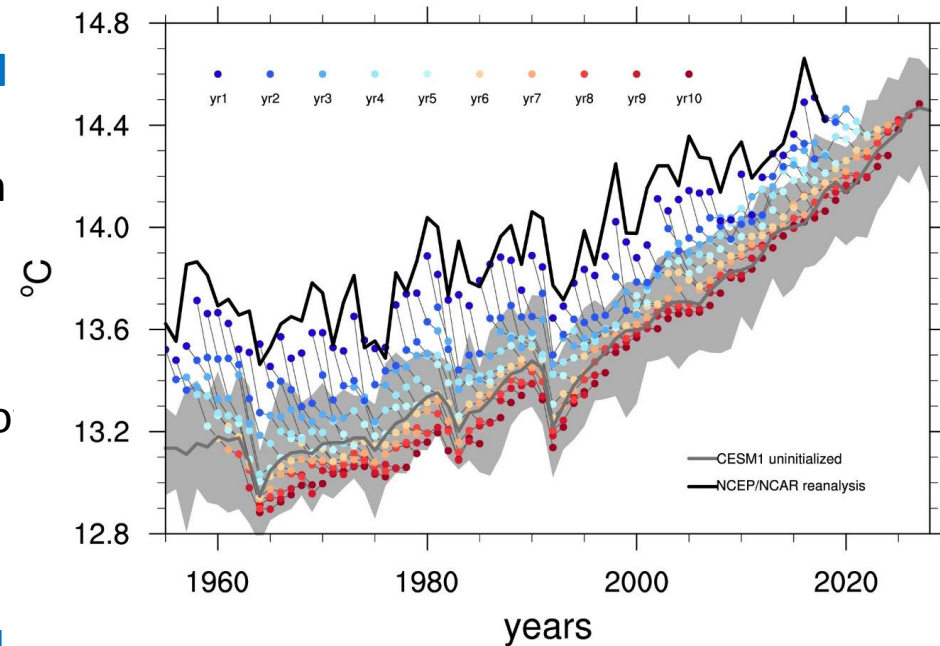 14.8
14.4
14.0
13.6
13.2
12.8
°C
yr1 yr2 yr3 yr4 yr5 yr6 yr7 yr8 yr9 yr10
CESM1 uninitialized
NCEP/NCAR reanalysis
1960 1980 2000 2020
years